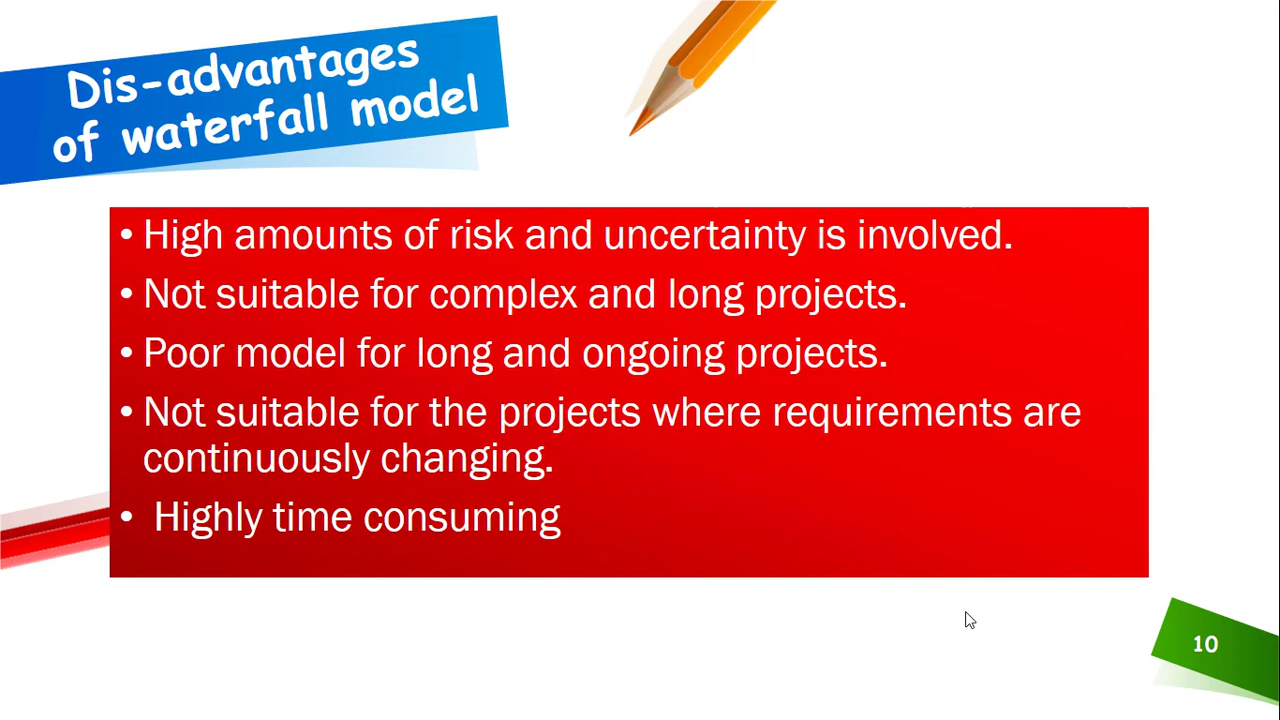 Dis-advantages
of waterfall model
• High amounts of risk and uncertainty is involved.
• Not suitable for complex and long projects.
• Poor model for long and ongoing projects.
• Not suitable for the projects where requirements are
continuously changing.
• Highly time consuming
10